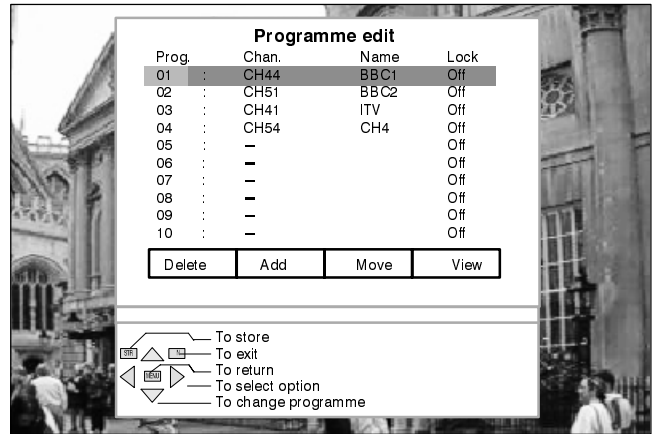 Programme edit
Prog. Chan. Name Lock
01 : CH44 BBC1 Off
02 : CH51 BBC2 Off
03 : CH41 ITV Off
04 : CH54 CH4 Off
05 : – Off
06 : – Off
07 : – Off
08 : – Off
09 : – Off
10 : – Off
Delete Add Move View
To store
STR To exit
MENU To return
To select option
To change programme